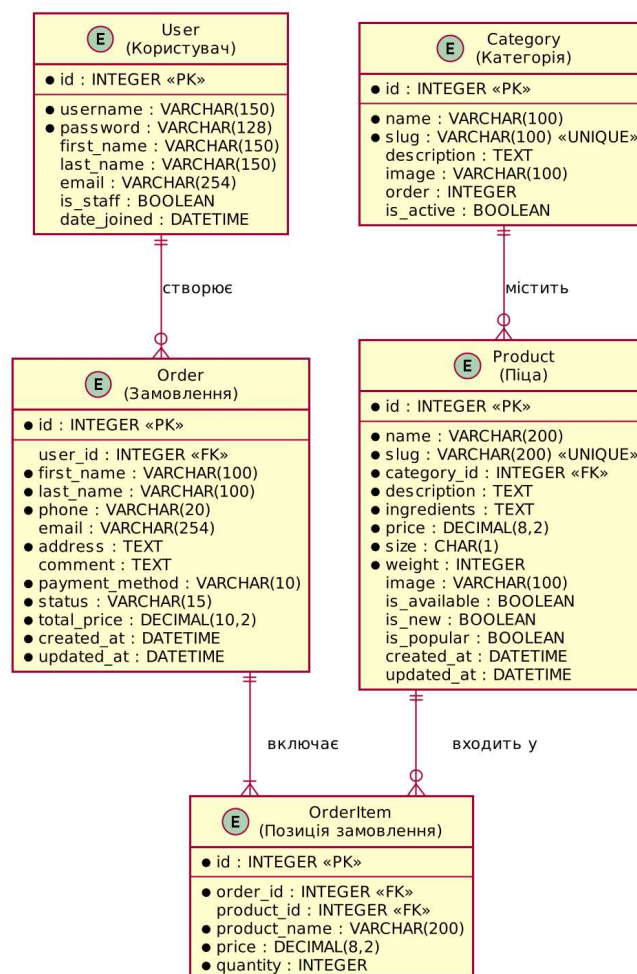 E
User
(Користувач)
id : INTEGER «PK»
username : VARCHAR(150)
password : VARCHAR(128)
first_name : VARCHAR(150)
last_name : VARCHAR(150)
email : VARCHAR(254)
is_staff : BOOLEAN
date_joined : DATETIME
E
Category
(Категорія)
id : INTEGER «PK»
name : VARCHAR(100)
slug : VARCHAR(100) «UNIQUE»
description : TEXT
image : VARCHAR(100)
order : INTEGER
is_active : BOOLEAN
створює
містить
E
Order
(Замовлення)
id : INTEGER «PK»
user_id : INTEGER «FK»
first_name : VARCHAR(100)
last_name : VARCHAR(100)
phone : VARCHAR(20)
email : VARCHAR(254)
address : TEXT
comment : TEXT
payment_method : VARCHAR(10)
status : VARCHAR(15)
total_price : DECIMAL(10,2)
created_at : DATETIME
updated_at : DATETIME
E
Product
(Піца)
id : INTEGER «PK»
name : VARCHAR(200)
slug : VARCHAR(200) «UNIQUE»
category_id : INTEGER «FK»
description : TEXT
ingredients : TEXT
price : DECIMAL(8,2)
size : CHAR(1)
weight : INTEGER
image : VARCHAR(100)
is_available : BOOLEAN
is_new : BOOLEAN
is_popular : BOOLEAN
created_at : DATETIME
updated_at : DATETIME
включає
входить у
E
OrderItem
(Позиція замовлення)
id : INTEGER «PK»
order_id : INTEGER «FK»
product_id : INTEGER «FK»
product_name : VARCHAR(200)
price : DECIMAL(8,2)
quantity : INTEGER